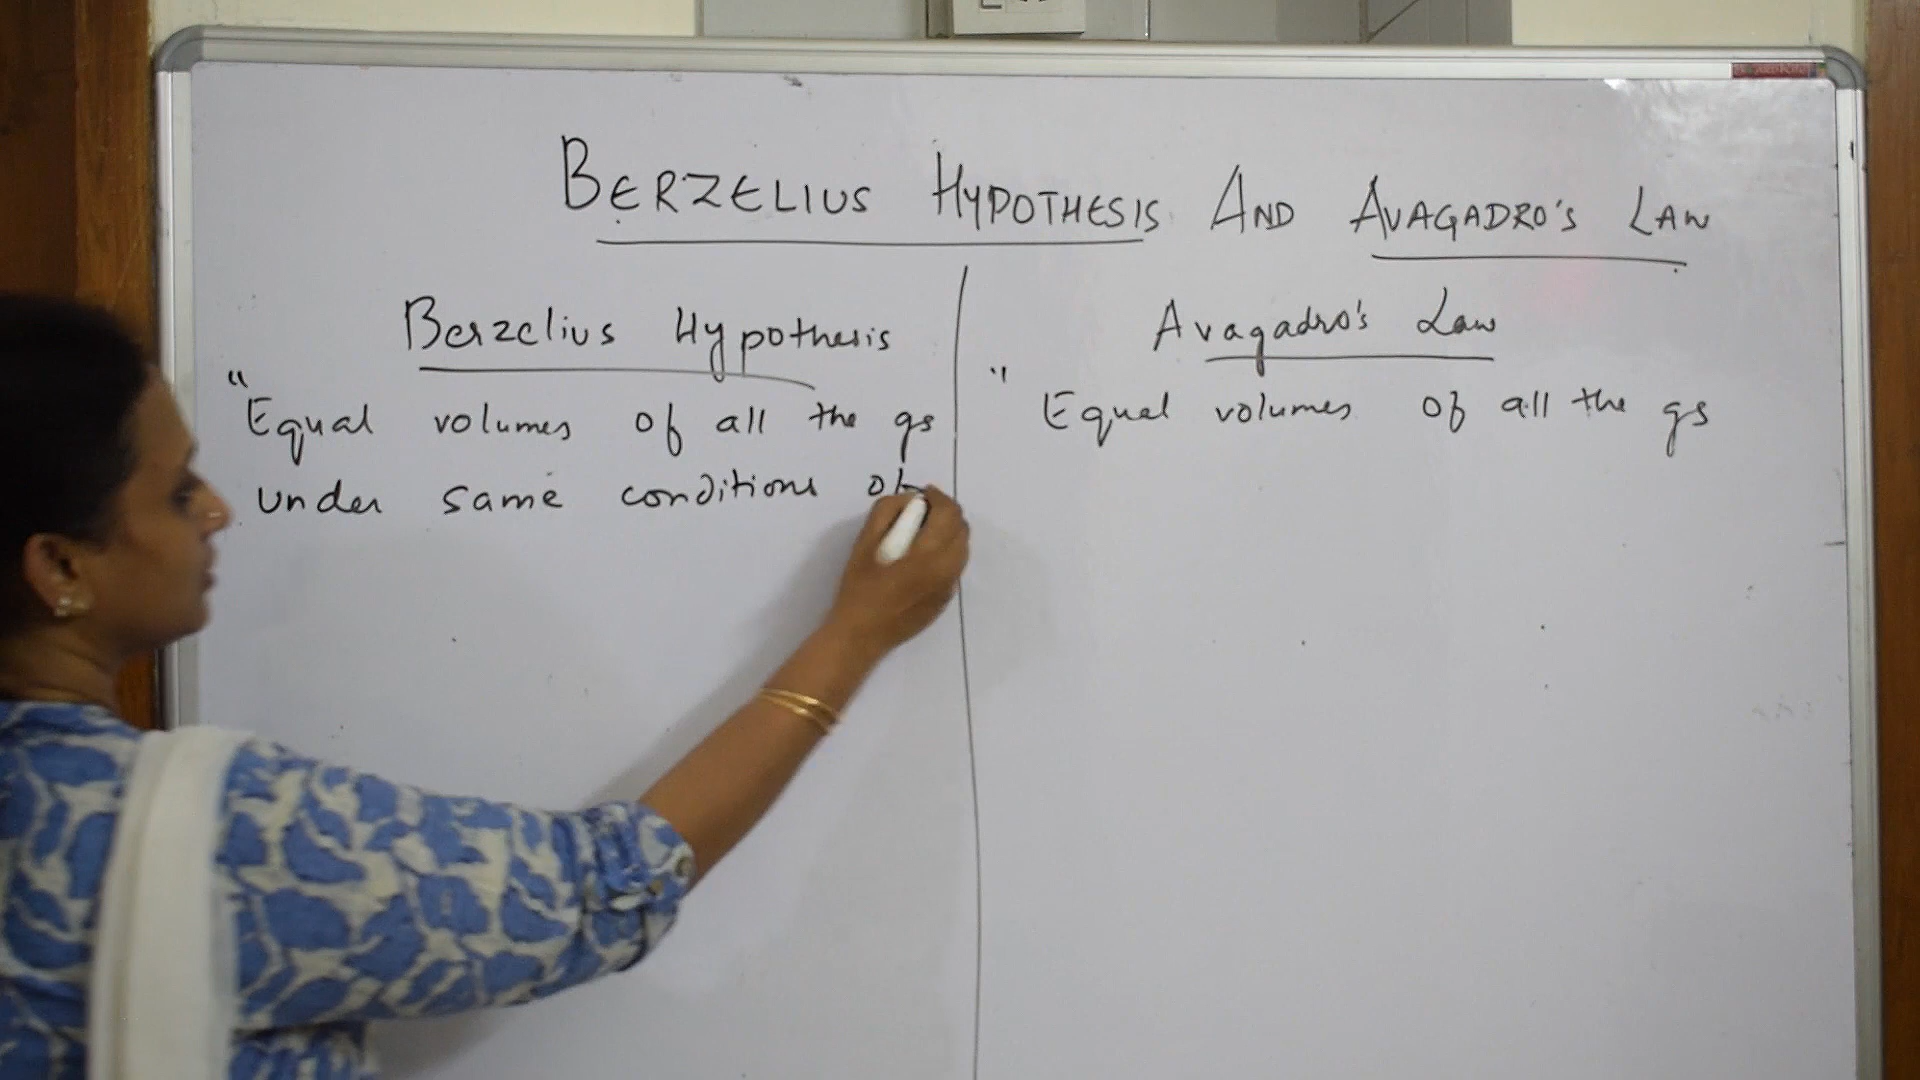 BERZELIUS HYPOTHESIS AND AVAGADRO'S LAW
Berzelius Hypothesis
"Equal volumes of all the gs
under same conditions of
Avagadro's Law
" Equal volumes of all the gs